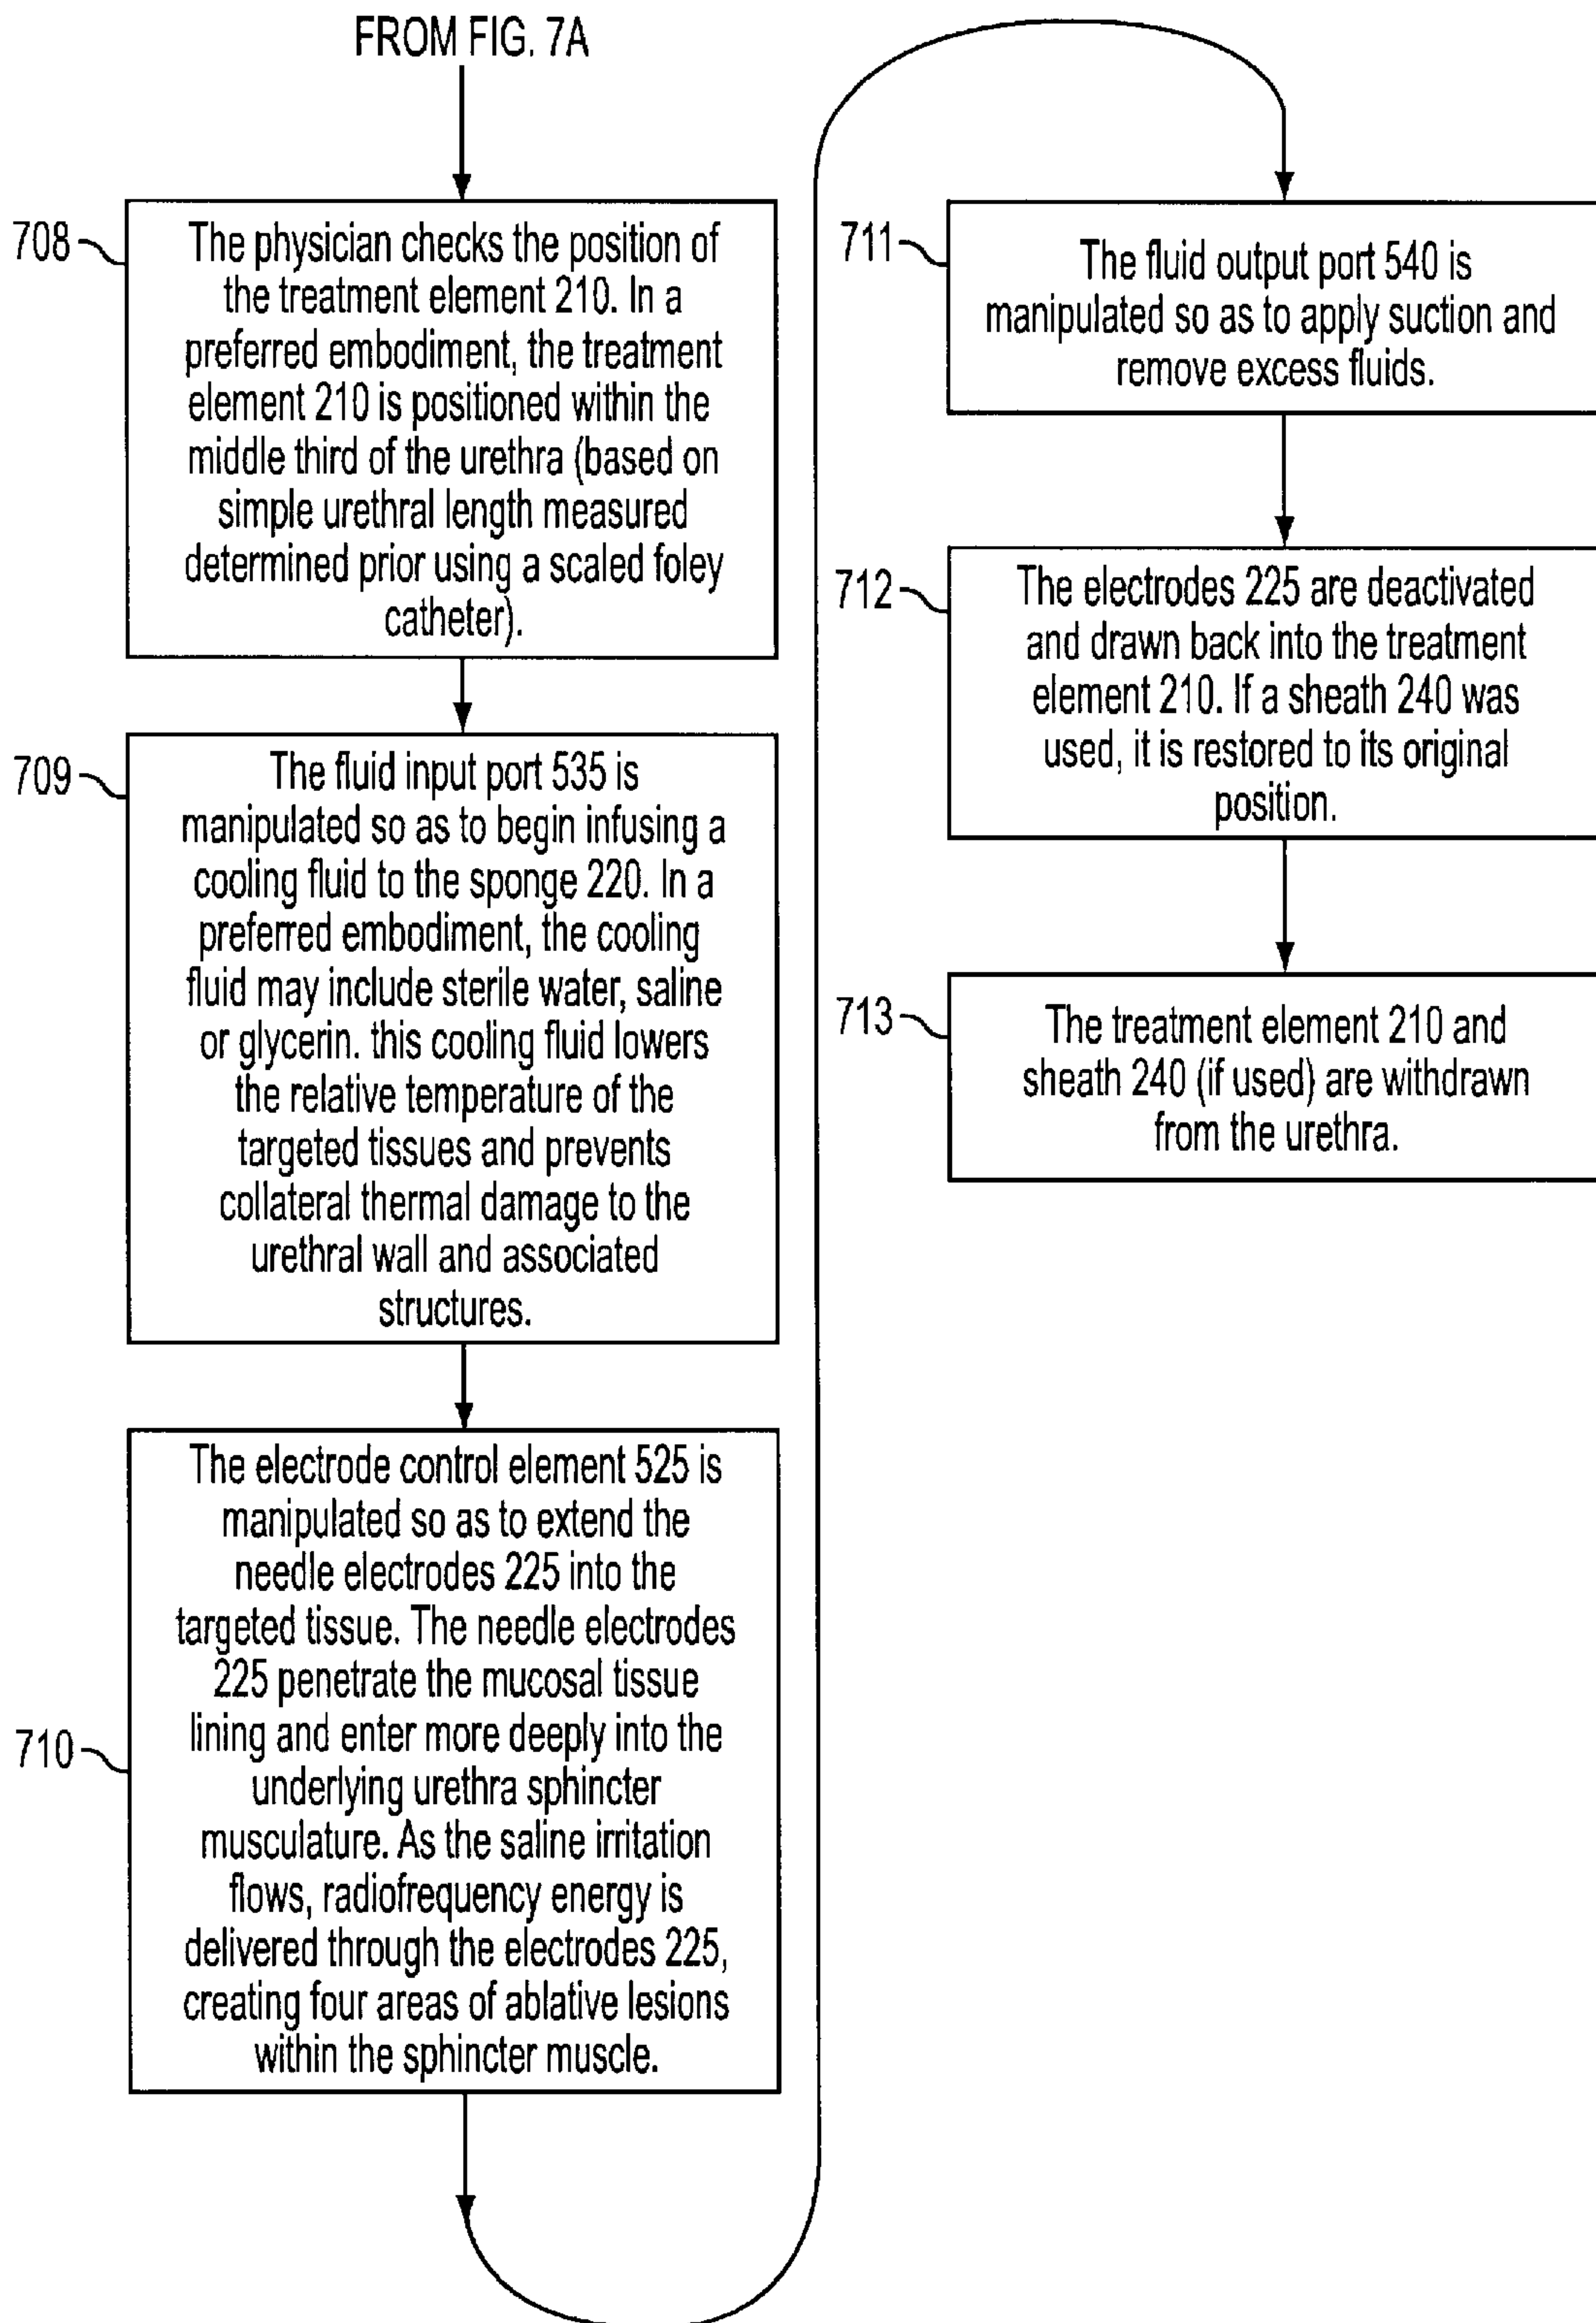 FROM FIG. 7A
708
The physician checks the position of
the treatment element 210. In a
preferred embodiment, the treatment
element 210 is positioned within the
middle third of the urethra (based on
simple urethral length measured
determined prior using a scaled foley
catheter).
709
The fluid input port 535 is
manipulated so as to begin infusing a
cooling fluid to the sponge 220. In a
preferred embodiment, the cooling
fluid may include sterile water, saline
or glycerin. this cooling fluid lowers
the relative temperature of the
targeted tissues and prevents
collateral thermal damage to the
urethral wall and associated
structures.
710
The electrode control element 525 is
manipulated so as to extend the
needle electrodes 225 into the
targeted tissue. The needle electrodes
225 penetrate the mucosal tissue
lining and enter more deeply into the
underlying urethra sphincter
musculature. As the saline irritation
flows, radiofrequency energy is
delivered through the electrodes 225,
creating four areas of ablative lesions
within the sphincter muscle.
711
The fluid output port 540 is
manipulated so as to apply suction and
remove excess fluids.
712
The electrodes 225 are deactivated
and drawn back into the treatment
element 210. If a sheath 240 was
used, it is restored to its original
position.
713
The treatment element 210 and
sheath 240 (if used) are withdrawn
from the urethra.